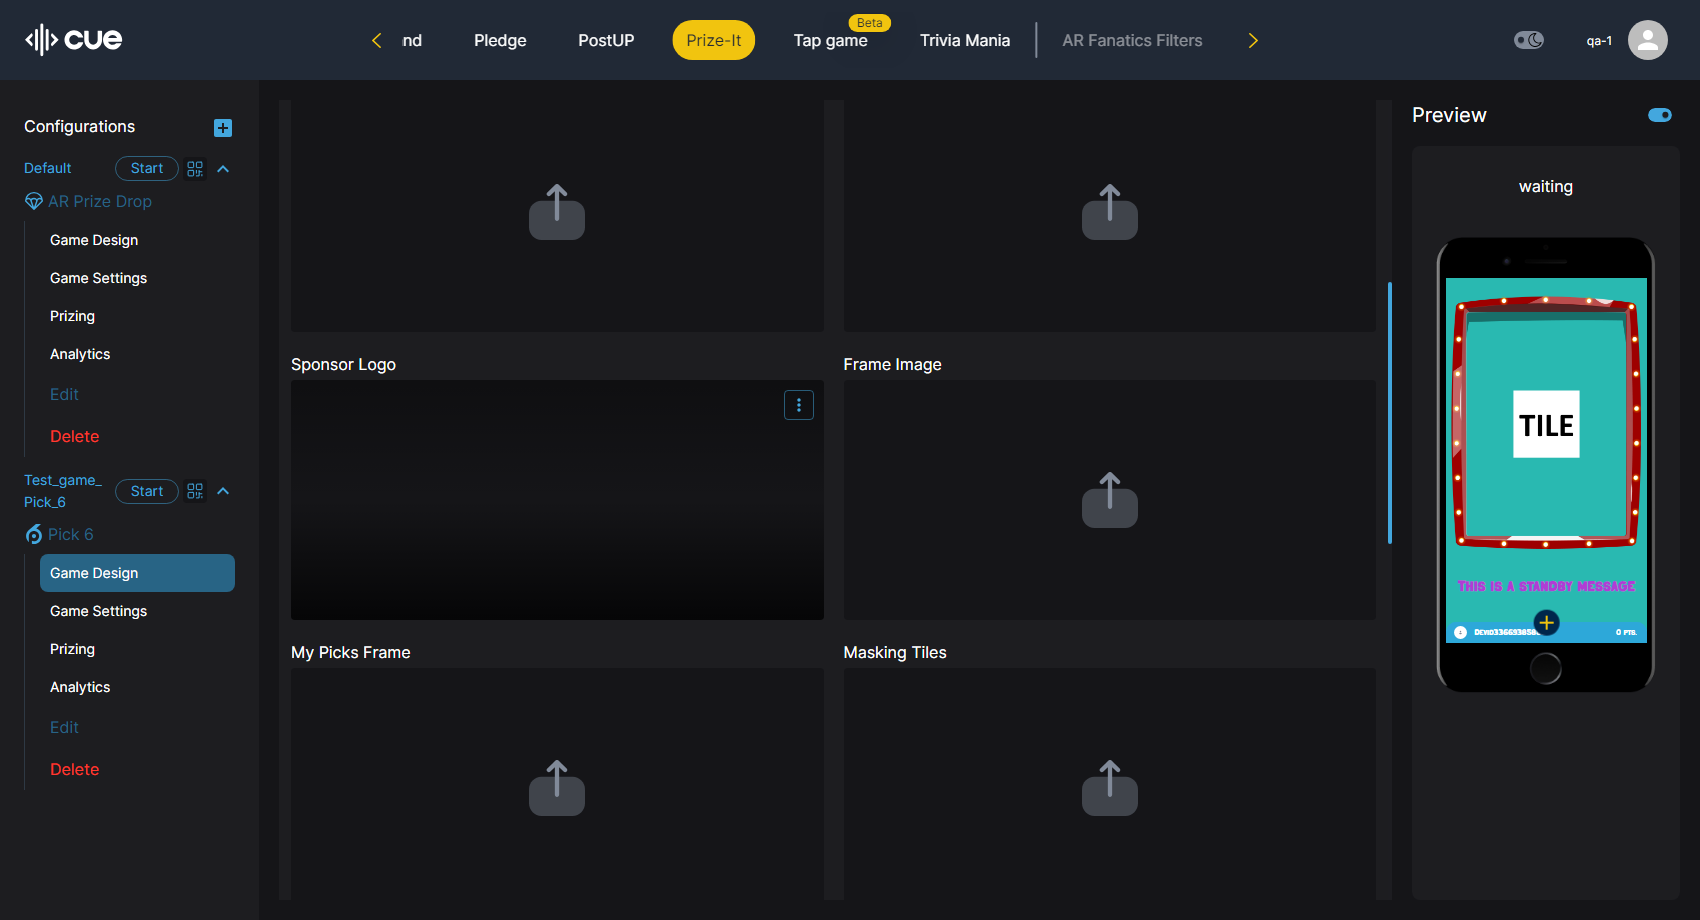 cue
nd
Pledge
PostUP
Prize-It
Beta
Tap game
Trivia Mania
AR Fanatics Filters
qa-1
Configurations
Default
Start
AR Prize Drop
Game Design
Game Settings
Prizing
Analytics
Edit
Delete
Test_game_
Pick_6
Start
Pick 6
Game Design
Game Settings
Prizing
Analytics
Edit
Delete
Sponsor Logo
Frame Image
My Picks Frame
Masking Tiles
Preview
waiting
TILE
THIS IS A STANDBY MESSAGE
0 PTS.